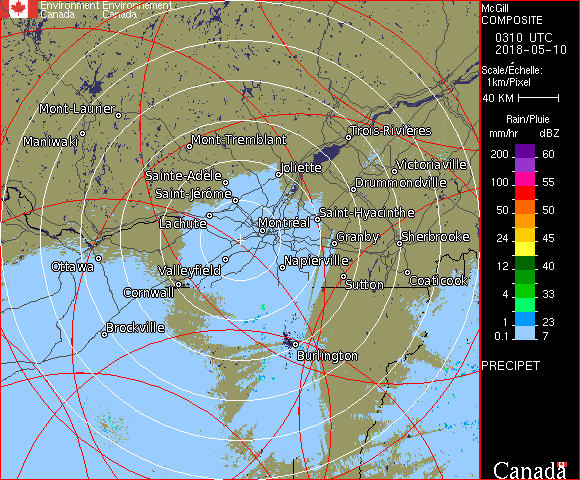 Environment Environnement
Canada Canada
McGill
COMPOSITE
0310 UTC
2018-05-10
Scale/Échelle:
1km/Pixel
40 KM
Rain/Pluie
mm/hr dBZ
200 60
100 55
50 50
24 45
12 40
4 33
1 23
0.1 7
PRECIPET
Canada
Mont-Laurier
Maniwaki
Mont-Tremblant
Trois-Rivières
Sainte-Adèle
Joliette
Victoriaville
Saint-Jérôme
Drummondville
Lachute
Montréal
Saint-Hyacinthe
Granby
Sherbrooke
Ottawa
Valleyfield
Napierville
Cornwall
Sutton
Coaticook
Brockville
Burlington